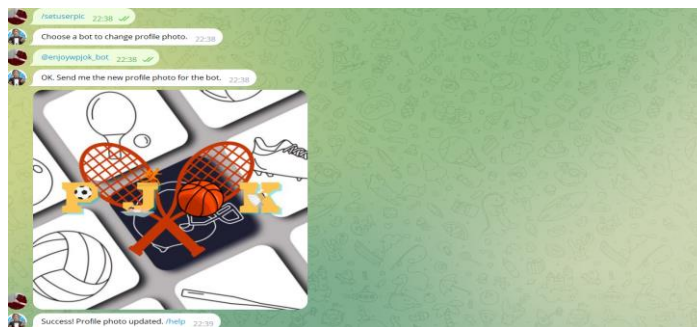 /setuserpic 22:38
Choose a bot to change profile photo. 22:38
@enjoywpjok_bot 22:38
OK. Send me the new profile photo for the bot. 22:38
P J O K
Success! Profile photo updated. /help 22:39